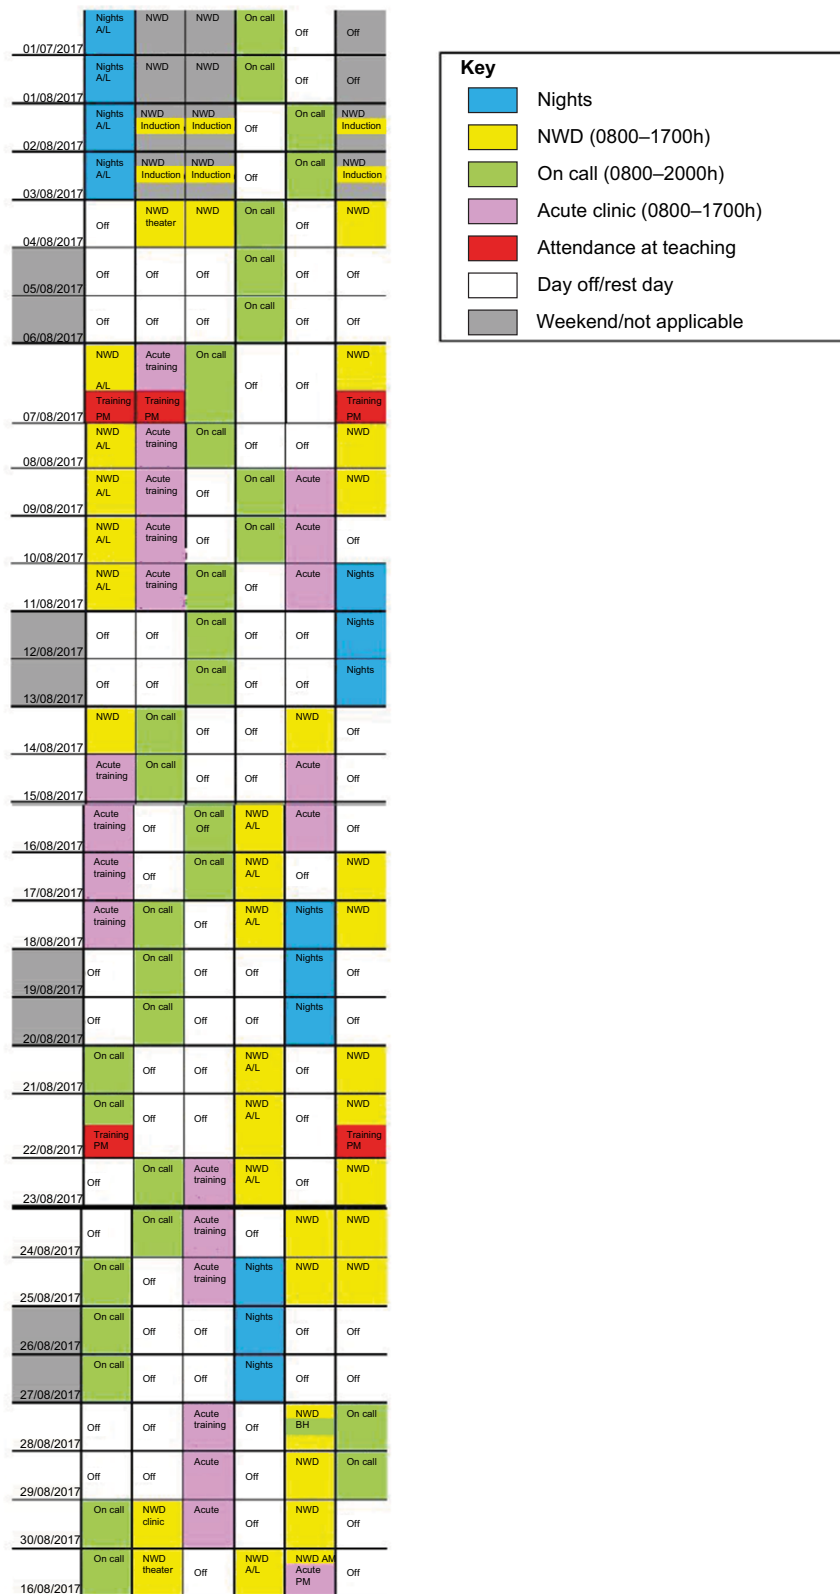 Nights NWD NWD On call
A/L
Off Off
01/07/2017
Nights NWD NWD On call
A/L
Off Off
01/08/2017
Nights NWD NWD On call NWD
A/L Induction Induction Off Induction
02/08/2017
Nights NWD NWD On call NWD
A/L Induction Induction Off Induction
03/08/2017
NWD NWD On call NWD
Off theater Off
04/08/2017
On call
Off Off Off Off Off
05/08/2017
On call
Off Off Off Off Off
06/08/2017
NWD Acute On call NWD
training
A/L Off Off
Training Training Training
07/08/2017 PM PM PM
NWD Acute On call NWD
A/L training Off Off
08/08/2017
NWD Acute On call Acute NWD
A/L training Off
09/08/2017
NWD Acute On call Acute
A/L training Off Off
10/08/2017
NWD Acute On call Acute Nights
A/L training Off
11/08/2017
On call Nights
Off Off Off Off
12/08/2017
On call Nights
Off Off Off Off
13/08/2017
NWD On call NWD
Off Off Off
14/08/2017
Acute On call Acute
training Off Off Off
15/08/2017
Acute On call NWD Acute
training Off Off A/L Off
16/08/2017
Acute On call NWD NWD
training Off A/L Off
17/08/2017
Acute On call NWD Nights NWD
training Off A/L
18/08/2017
On call Nights
Off Off Off Off
19/08/2017
On call Nights
Off Off Off Off
20/08/2017
On call NWD NWD
Off Off A/L Off
21/08/2017
On call NWD NWD
Off Off A/L Off
Training Training
22/08/2017 PM PM
On call Acute NWD NWD
Off training A/L Off
23/08/2017
On call Acute NWD NWD
Off training Off
24/08/2017
On call Acute Nights NWD NWD
Off training
25/08/2017
On call Nights
Off Off Off Off
26/08/2017
On call Nights
Off Off Off Off
27/08/2017
Acute NWD On call
Off Off training Off BH
28/08/2017
Acute NWD On call
Off Off Off
29/08/2017
On call NWD Acute NWD
clinic Off Off
30/08/2017
On call NWD NWD NWD AM
theater Off A/L Acute Off
PM
16/08/2017
Key
Nights
NWD (0800–1700h)
On call (0800–2000h)
Acute clinic (0800–1700h)
Attendance at teaching
Day off/rest day
Weekend/not applicable